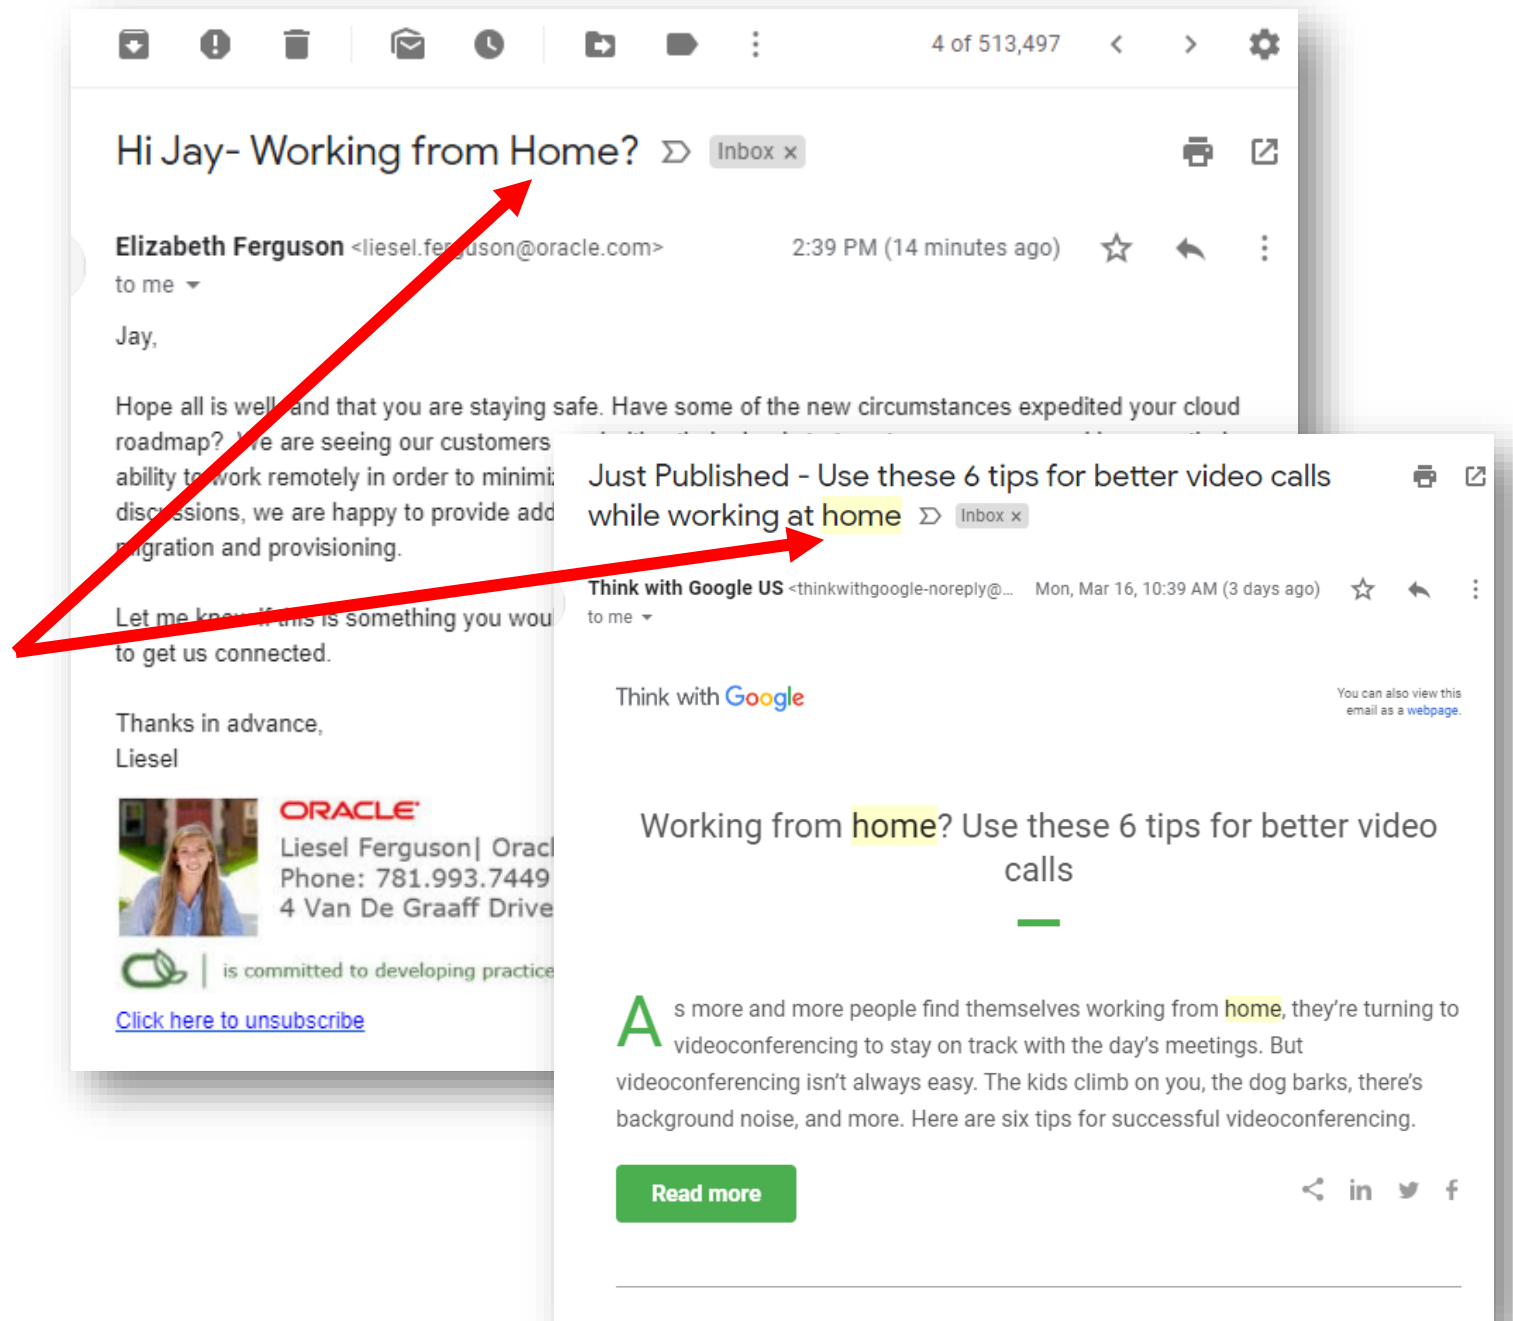 4 of 513,497
Hi Jay- Working from Home?
Inbox x
Elizabeth Ferguson <liesel.ferguson@oracle.com>
2:39 PM (14 minutes ago)
to me
Jay,
Hope all is well and that you are staying safe. Have some of the new circumstances expedited your cloud
roadmap? We are seeing our customers
ability to work remotely in order to
discussions, we are happy to provide
migration and provisioning.
Let me know if this is something you
to get us connected.
Thanks in advance,
Liesel
ORACLE
Liesel Ferguson|
Phone: 781.993.7449
4 Van De Graaff Drive
is committed to developing
Click here to unsubscribe
Just Published - Use these 6 tips for better video calls
while working at home
Inbox x
Think with Google US <thinkwithgoogle-noreply@...
Mon, Mar 16, 10:39 AM (3 days ago)
to me
Think with Google
You can also view this
email as a webpage.
Working from home? Use these 6 tips for better video
calls
As more and more people find themselves working from home, they're turning to
videoconferencing to stay on track with the day's meetings. But
videoconferencing isn't always easy. The kids climb on you, the dog barks, there's
background noise, and more. Here are six tips for successful videoconferencing.
Read more